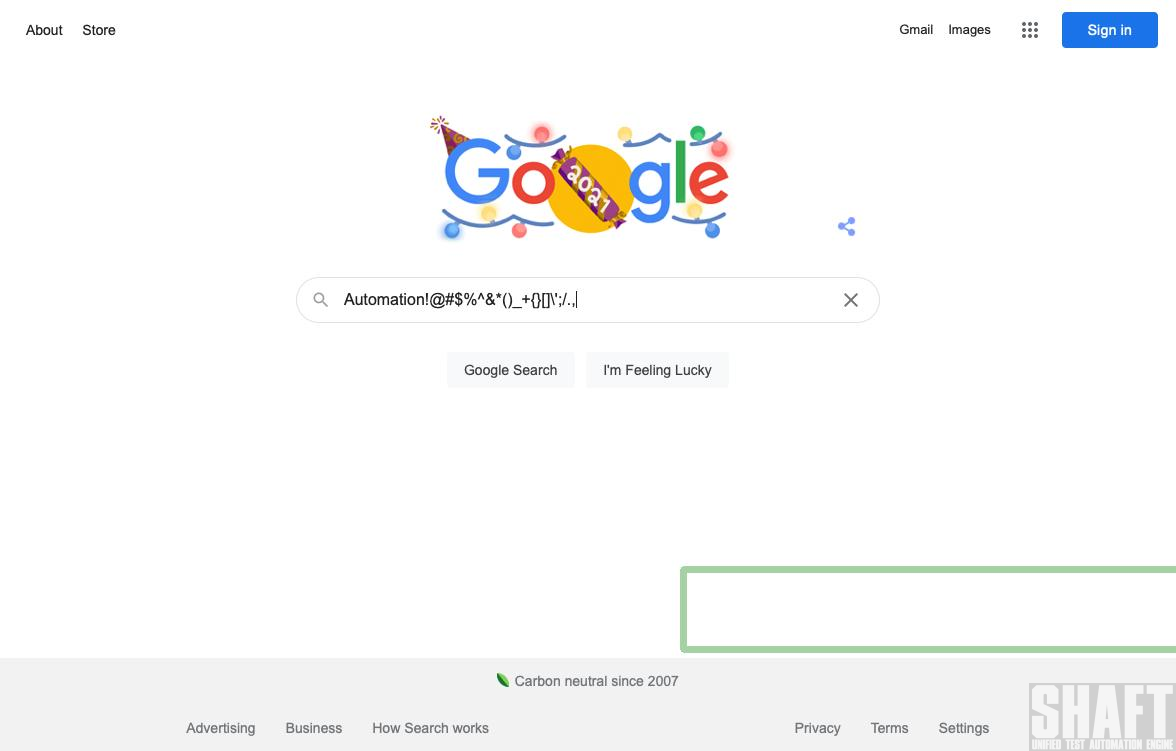 About Store
Gmail Images
Sign in
Google
2021
Automation!@#$%^&*()_+{}[]\';/.,
Google Search
I'm Feeling Lucky
Carbon neutral since 2007
Advertising Business How Search works
Privacy Terms Settings
SHAFT
UNIFIED TEST AUTOMATION ENGINE